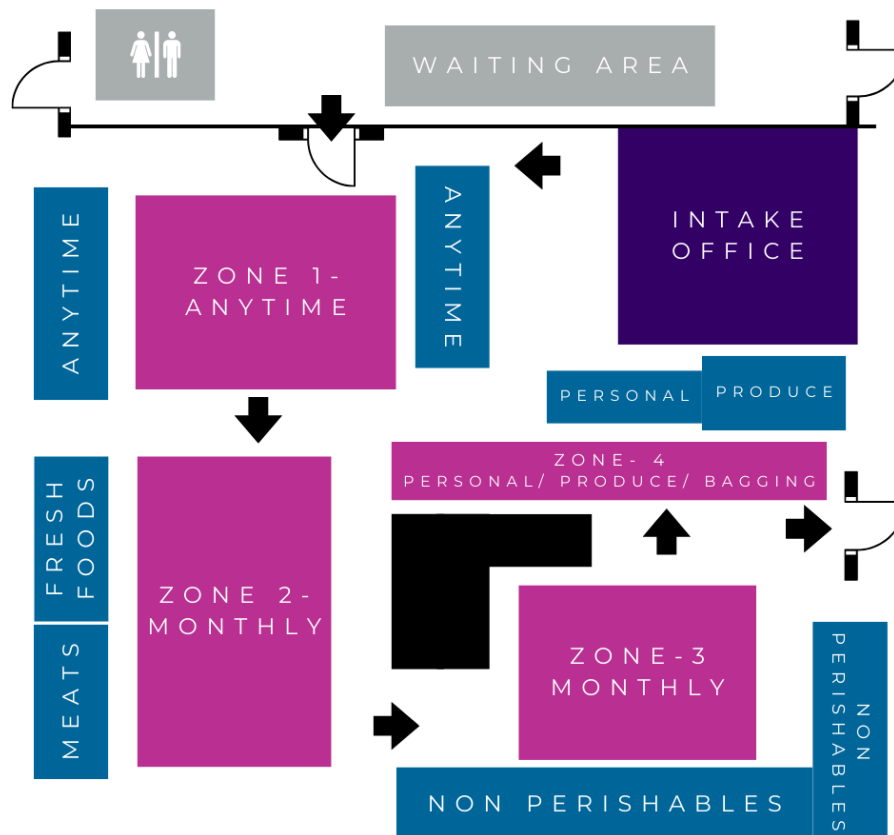 WAITING AREA
INTAKE
OFFICE
ANYTIME
ZONE 1-
ANYTIME
ANYTIME
PERSONAL
PRODUCE
ZONE- 4
PERSONAL/ PRODUCE/ BAGGING
FRESH
FOODS
MEATS
ZONE 2-
MONTHLY
ZONE-3
MONTHLY
NON
PERISHABLES
NON PERISHABLES